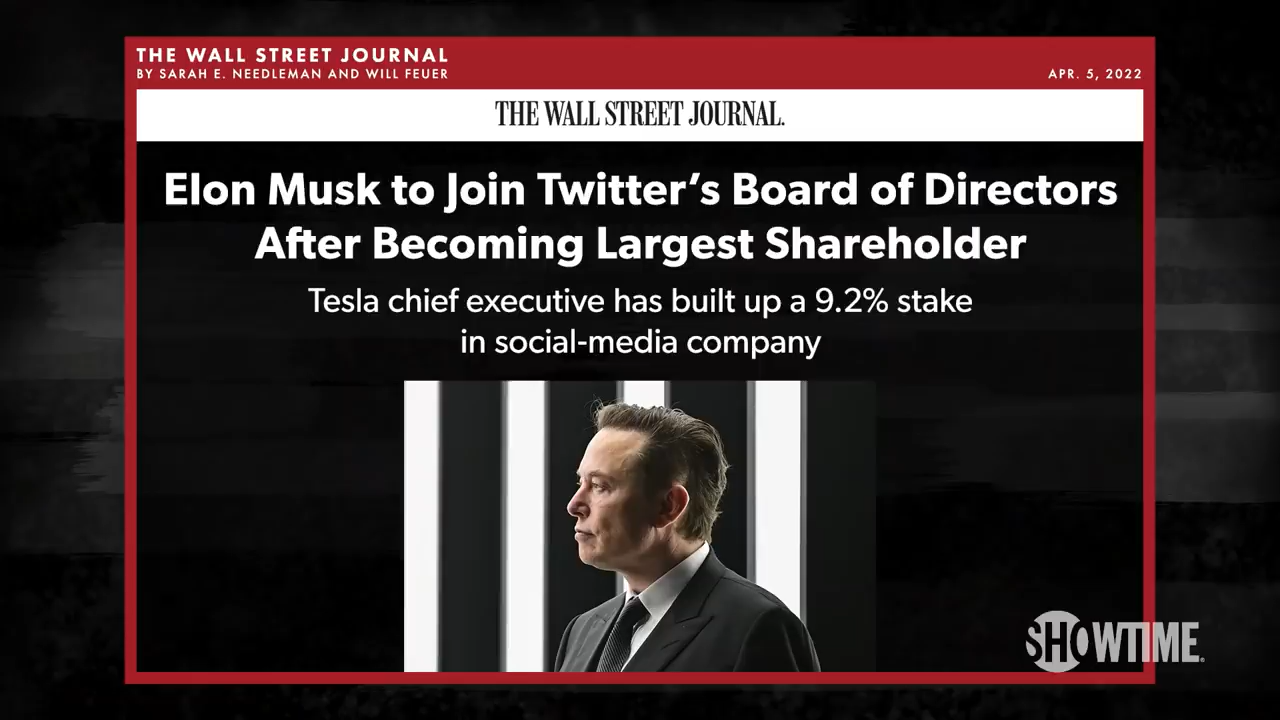 THE WALL STREET JOURNAL
BY SARAH E. NEEDLEMAN AND WILL FEUER
APR. 5, 2022
THE WALL STREET JOURNAL.
Elon Musk to Join Twitter’s Board of Directors
After Becoming Largest Shareholder
Tesla chief executive has built up a 9.2% stake
in social-media company
SHOWTIME.